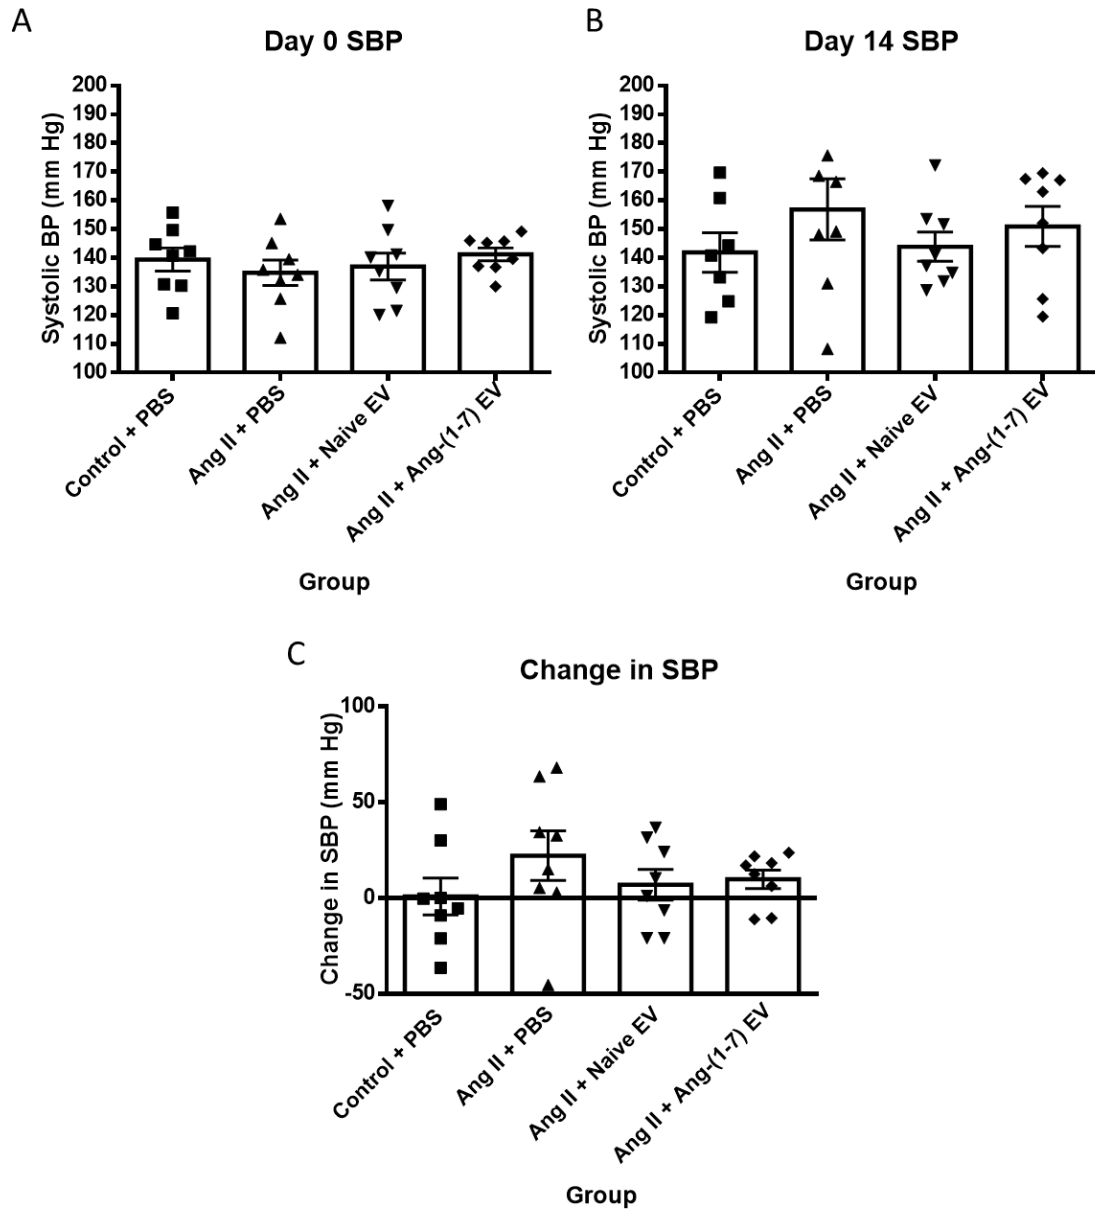 A
Day 0 SBP
Systolic BP (mm Hg)
200
190
180
170
160
150
140
130
120
110
100
Control + PBS
Ang II + PBS
Ang II + Naive EV
Ang II + Ang-(1-7) EV
Group
B
Day 14 SBP
Systolic BP (mm Hg)
200
190
180
170
160
150
140
130
120
110
100
Control + PBS
Ang II + PBS
Ang II + Naive EV
Ang II + Ang-(1-7) EV
Group
C
Change in SBP
Change in SBP (mm Hg)
100
50
0
-50
Control + PBS
Ang II + PBS
Ang II + Naive EV
Ang II + Ang-(1-7) EV
Group